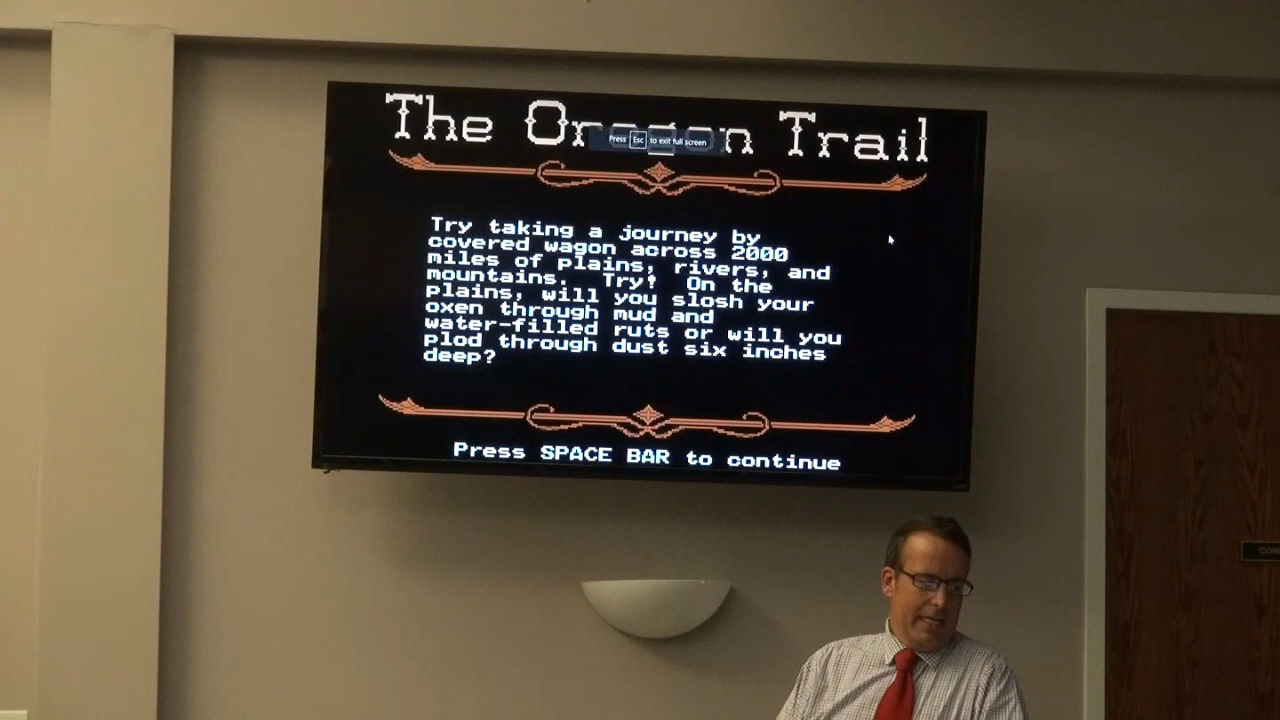 The Oregon Trail
Press Esc to exit full screen
Try taking a journey by
covered wagon across 2000
miles of plains, rivers, and
mountains. Try! On the
plains, will you slosh your
oxen through mud and
water-filled ruts or will you
plod through dust six inches
deep?
Press SPACE BAR to continue